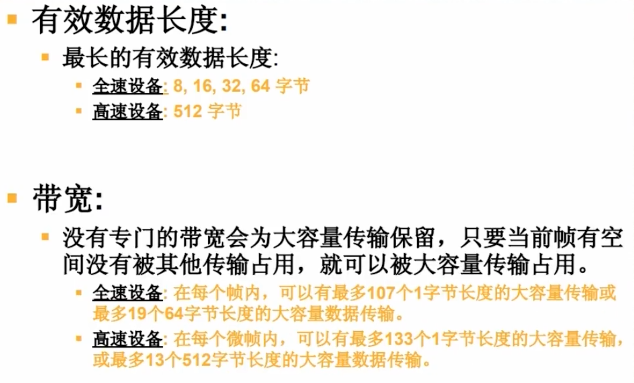 有效数据长度:
最长的有效数据长度:
全速设备: 8, 16, 32, 64 字节
高速设备: 512 字节
带宽:
没有专门的带宽会为大容量传输保留，只要当前帧有空
间没有被其他传输占用，就可以被大容量传输占用。
全速设备: 在每个帧内，可以有最多107个1字节长度的大容量传输或
最多19个64字节长度的大容量数据传输。
高速设备: 在每个微帧内，可以有最多133个1字节长度的大容量传输，
或最多13个512字节长度的大容量数据传输。